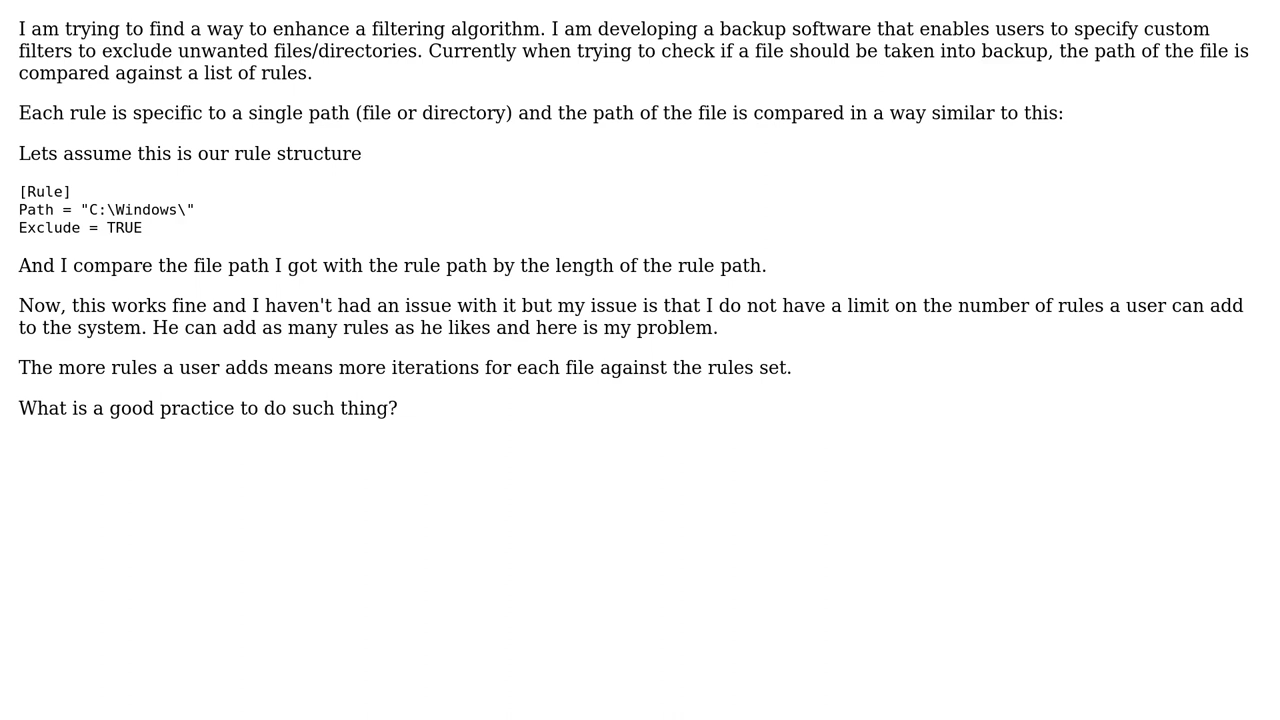 I am trying to find a way to enhance a filtering algorithm. I am developing a backup software that enables users to specify custom
filters to exclude unwanted files/directories. Currently when trying to check if a file should be taken into backup, the path of the file is
compared against a list of rules.
Each rule is specific to a single path (file or directory) and the path of the file is compared in a way similar to this:
Lets assume this is our rule structure
[Rule]
Path = "C:\Windows\"
Exclude = TRUE
And I compare the file path I got with the rule path by the length of the rule path.
Now, this works fine and I haven't had an issue with it but my issue is that I do not have a limit on the number of rules a user can add
to the system. He can add as many rules as he likes and here is my problem.
The more rules a user adds means more iterations for each file against the rules set.
What is a good practice to do such thing?